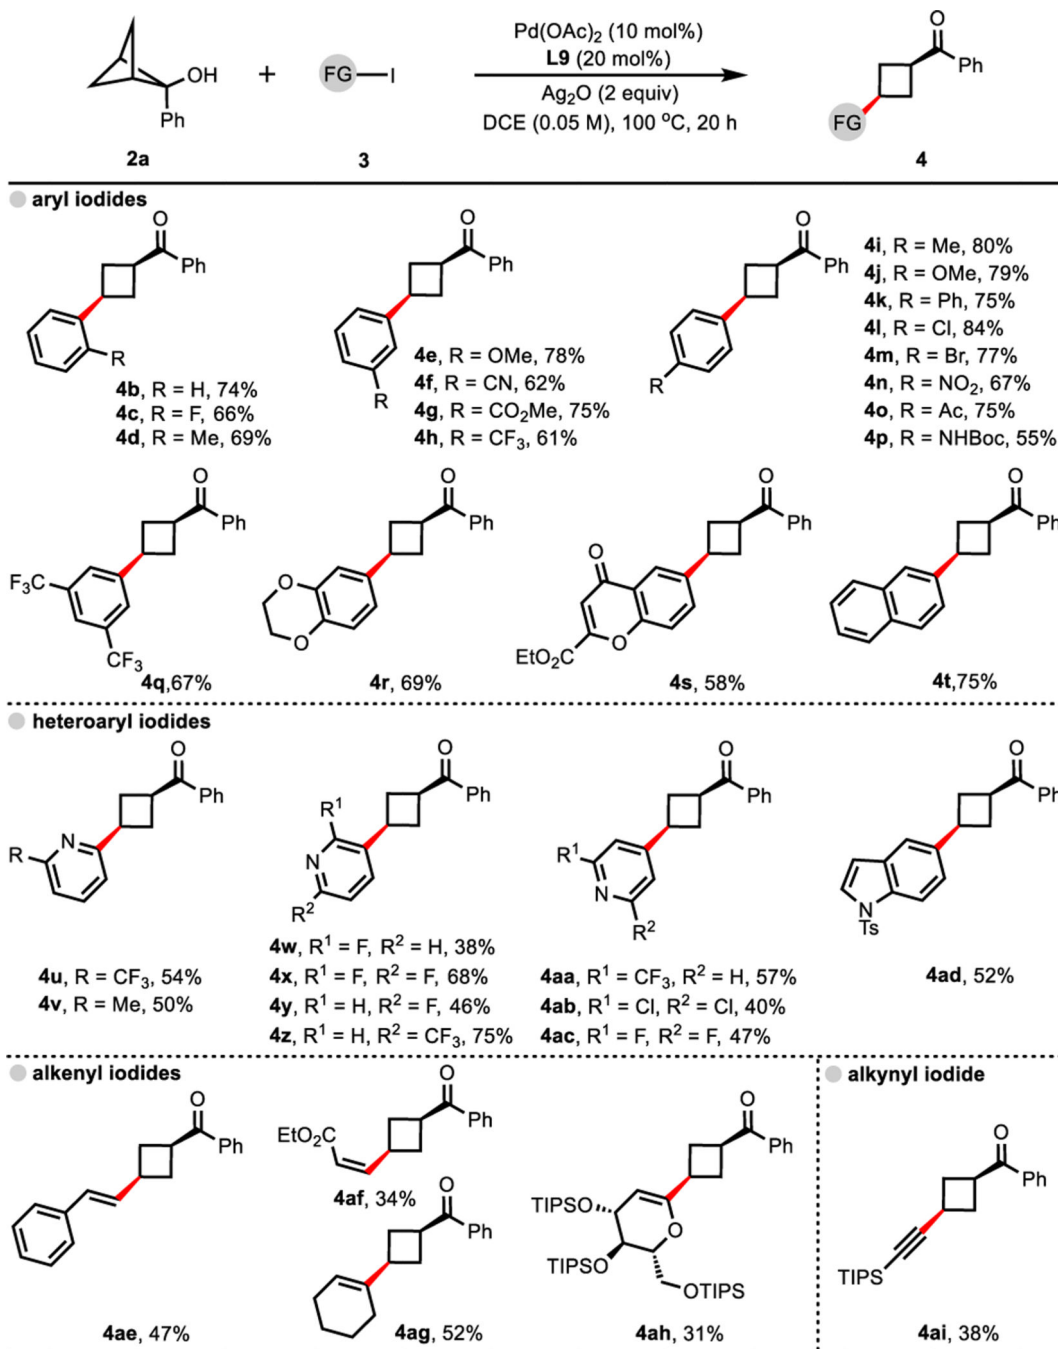 Pd(OAc)₂ (10 mol%)
L9 (20 mol%)
Ag₂O (2 equiv)
DCE (0.05 M), 100 °C, 20 h
OH
Ph
2a
+
FG I
3
O
Ph
FG
4
aryl iodides
O
Ph
R
4b, R = H, 74%
4c, R = F, 66%
4d, R = Me, 69%
O
Ph
R
4e, R = OMe, 78%
4f, R = CN, 62%
4g, R = CO₂Me, 75%
4h, R = CF₃, 61%
O
Ph
R
4i, R = Me, 80%
4j, R = OMe, 79%
4k, R = Ph, 75%
4l, R = Cl, 84%
4m, R = Br, 77%
4n, R = NO₂, 67%
4o, R = Ac, 75%
4p, R = NHBoc, 55%
O
Ph
F₃C
CF₃
4q,67%
O
Ph
O
O
4r, 69%
O
Ph
O
EtO₂C
O
4s, 58%
O
Ph
4t,75%
heteroaryl iodides
O
Ph
N
R
4u, R = CF₃, 54%
4v, R = Me, 50%
O
Ph
R¹
N
R²
4w, R¹ = F, R² = H, 38%
4x, R¹ = F, R² = F, 68%
4y, R¹ = H, R² = F, 46%
4z, R¹ = H, R² = CF₃, 75%
O
Ph
R¹
N
R²
4aa, R¹ = CF₃, R² = H, 57%
4ab, R¹ = Cl, R² = Cl, 40%
4ac, R¹ = F, R² = F, 47%
O
Ph
N
Ts
4ad, 52%
alkenyl iodides
O
Ph
4ae, 47%
O
Ph
EtO₂C
4af, 34%
O
Ph
4ag, 52%
O
Ph
TIPSO
O
TIPSO
OTIPS
4ah, 31%
alkynyl iodide
O
Ph
TIPS
4ai, 38%